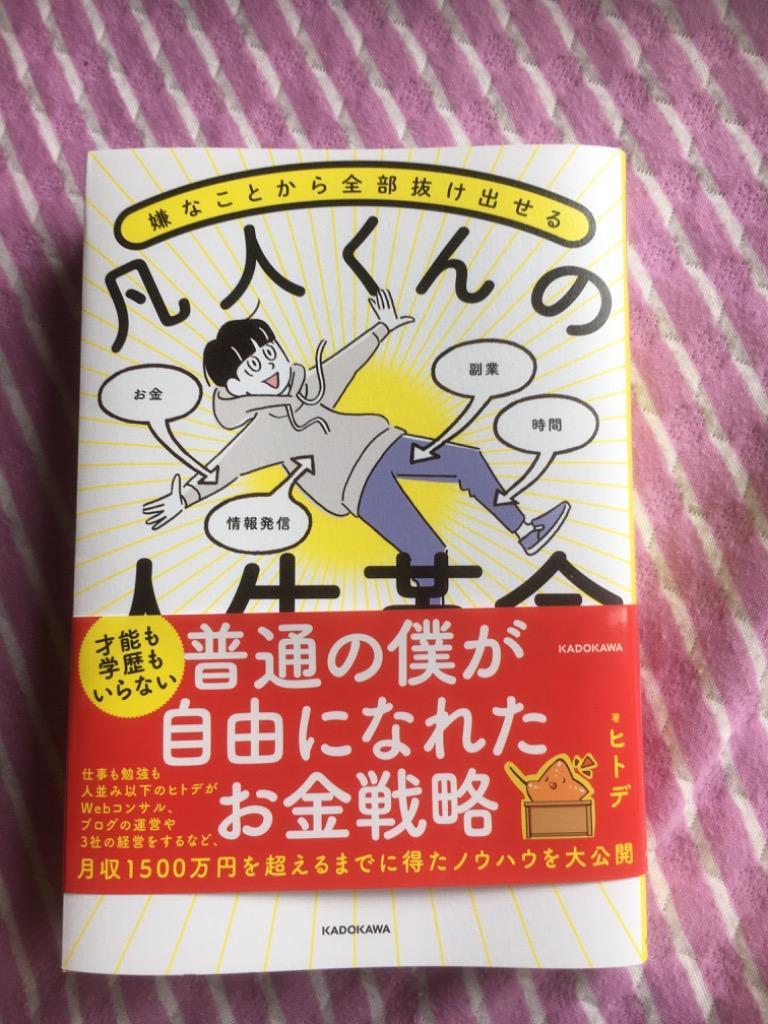 嫌なことから全部抜け出せる
凡人くんの
お金
副業
時間
情報発信
人生革命
才能も
学歴も
いらない
普通の僕が
自由になれた
お金戦略
KADOKAWA
著 ヒトデ
仕事も勉強も
人並み以下のヒトデが
Webコンサル、
ブログの運営や
3社の経営をするなど、
月収1500万円を超えるまでに得たノウハウを大公開
KADOKAWA